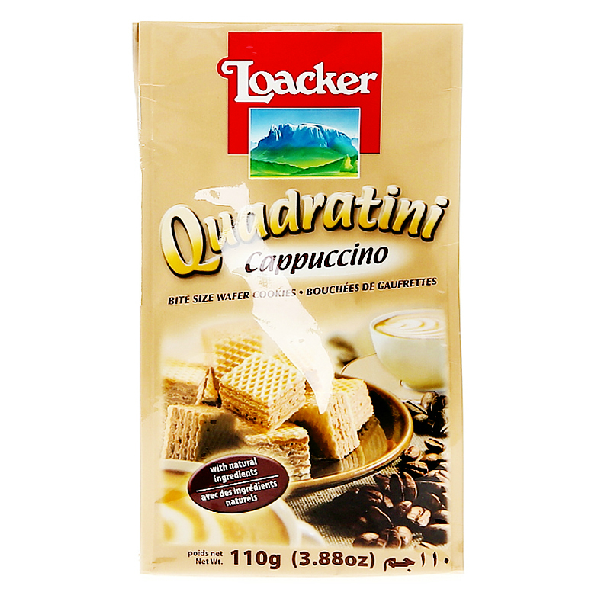 Loacker
Quadratini
Cappuccino
BITE SIZE WAFER COOKIES • BOUCHÉES DE GAUFRETTES
with natural
ingredients
avec des ingrédients
naturels
poids net
Net Wt. 110g (3.88oz) ١١٠ جم